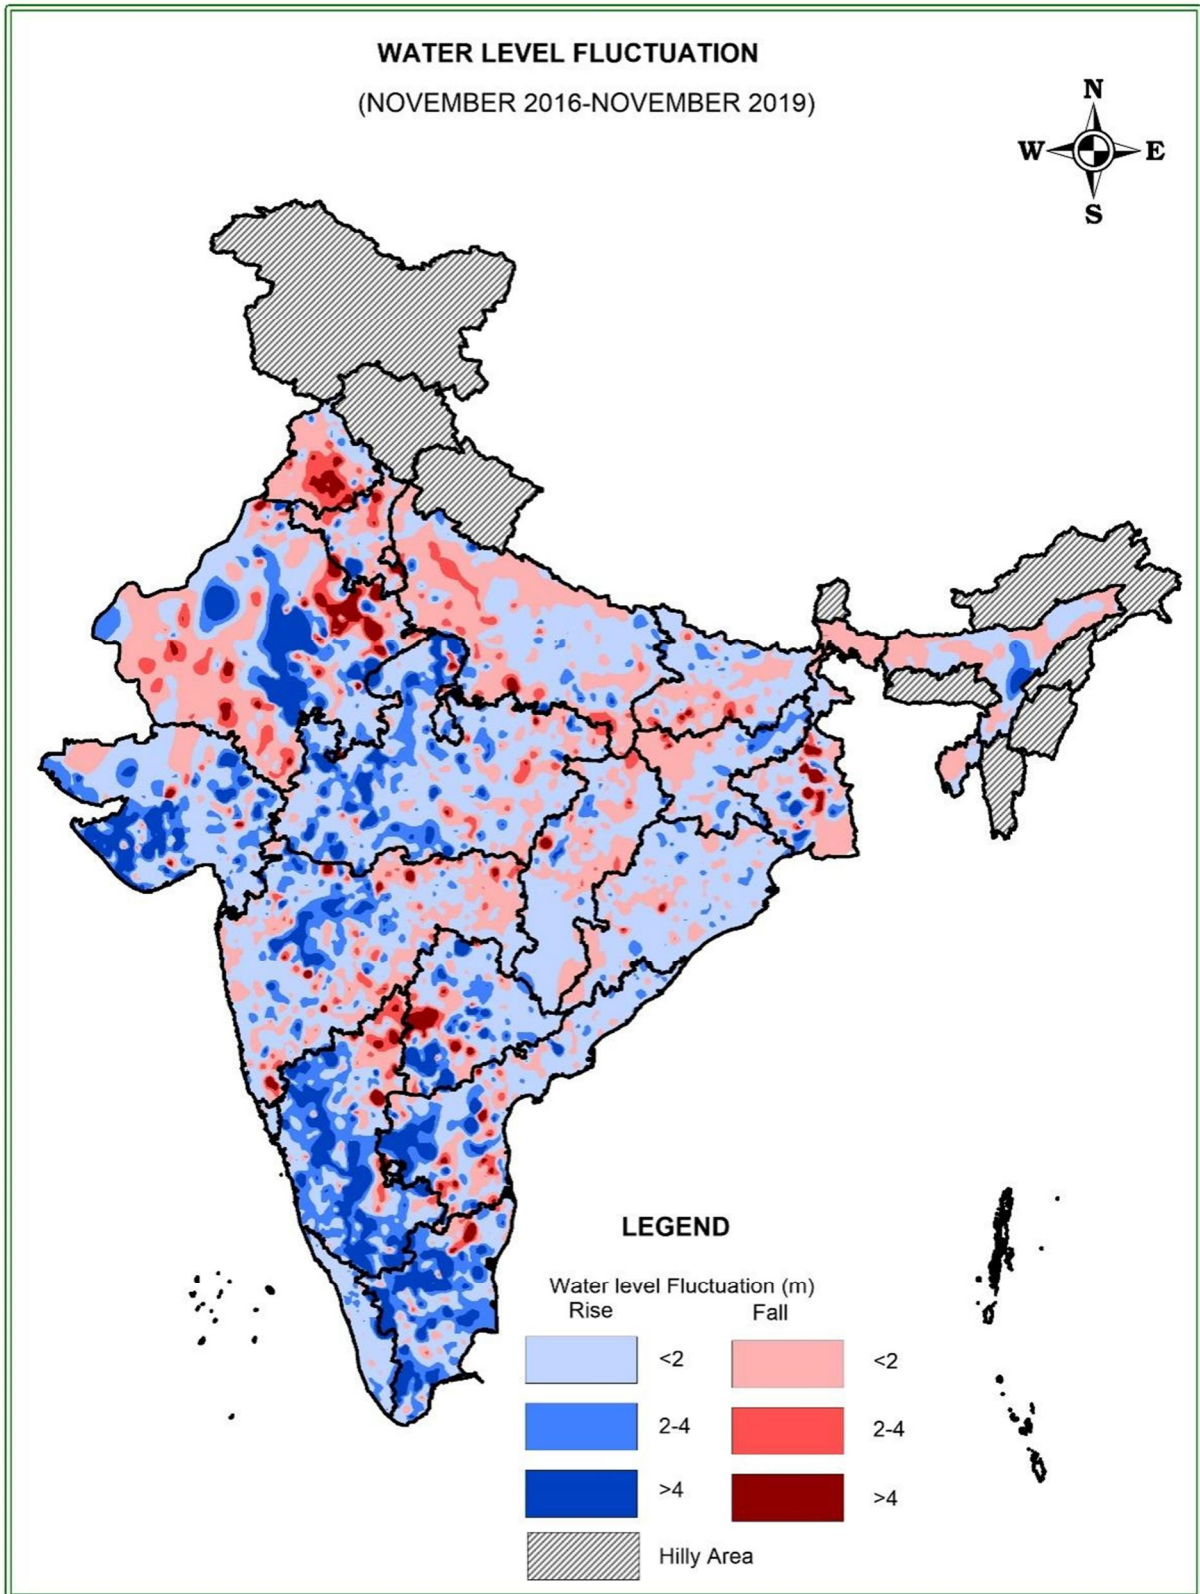 WATER LEVEL FLUCTUATION
(NOVEMBER 2016-NOVEMBER 2019)
N
W E
S
LEGEND
Water level Fluctuation (m)
Rise Fall
<2 <2
2-4 2-4
>4 >4
Hilly Area